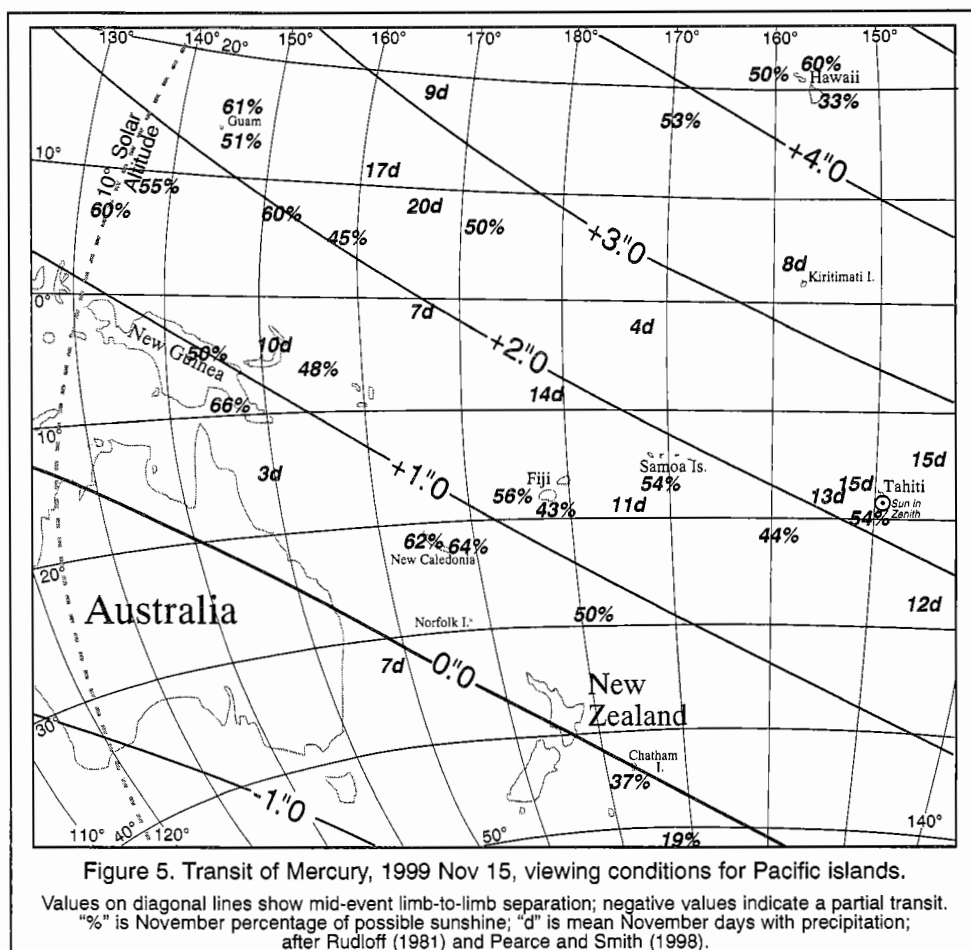 130° 140° 20° 150° 160° 170° 180° 170° 160° 150°
50% 60% Hawaii
33%
9d
61%
Guam
51%
53%
10° Solar Altitude
+4."0
10°
17d
55%
60%
60%
20d
50%
45%
+3."0
8d
Kiritimati I.
0°
7d
4d
New Guinea
50%
10d
48%
+2."0
66%
14d
10°
3d
+1."0
Fiji
56%
43%
Samoa Is.
54%
11d
15d
15d
Tahiti
13d
Sun in
Zenith
54%
44%
62% 64%
New Caledonia
20°
Australia
Norfolk I.
50%
12d
7d
0."0
New
Zealand
30°
Chatham
I.
37%
-1."0
110° 40° 120°
50°
19%
140°
Figure 5. Transit of Mercury, 1999 Nov 15, viewing conditions for Pacific islands.
Values on diagonal lines show mid-event limb-to-limb separation; negative values indicate a partial transit.
“%” is November percentage of possible sunshine; “d” is mean November days with precipitation;
after Rudloff (1981) and Pearce and Smith (1998).